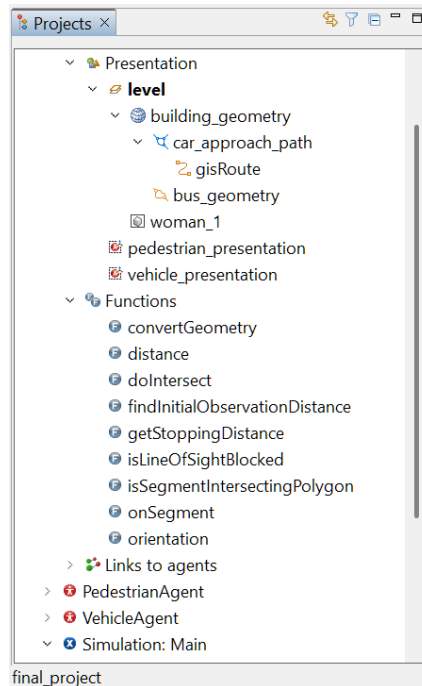 Projects
Presentation
level
building_geometry
car_approach_path
gisRoute
bus_geometry
woman_1
pedestrian_presentation
vehicle_presentation
Functions
convertGeometry
distance
doIntersect
findInitialObservationDistance
getStoppingDistance
isLineOfSightBlocked
isSegmentIntersectingPolygon
onSegment
orientation
Links to agents
PedestrianAgent
VehicleAgent
Simulation: Main
final_project